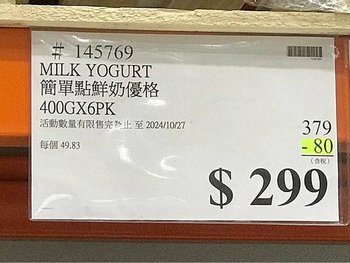 # 145769
MILK YOGURT
簡單點鮮奶優格
400GX6PK
活動數量有限售完為止 至 2024/10/27
379
- 80
(含稅)
每個 49.83
$ 299